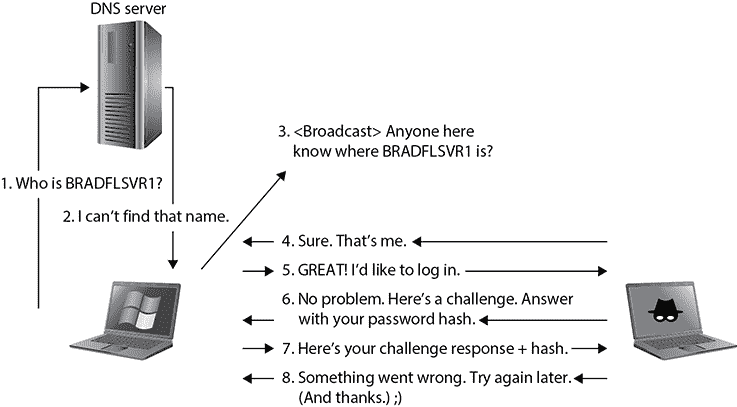 DNS server
1. Who is BRADFLSVR1?
2. I can’t find that name.
3. <Broadcast> Anyone here
know where BRADFLSVR1 is?
4. Sure. That’s me.
5. GREAT! I’d like to log in.
6. No problem. Here’s a challenge. Answer
with your password hash.
7. Here’s your challenge response + hash.
8. Something went wrong. Try again later.
(And thanks.) ;)